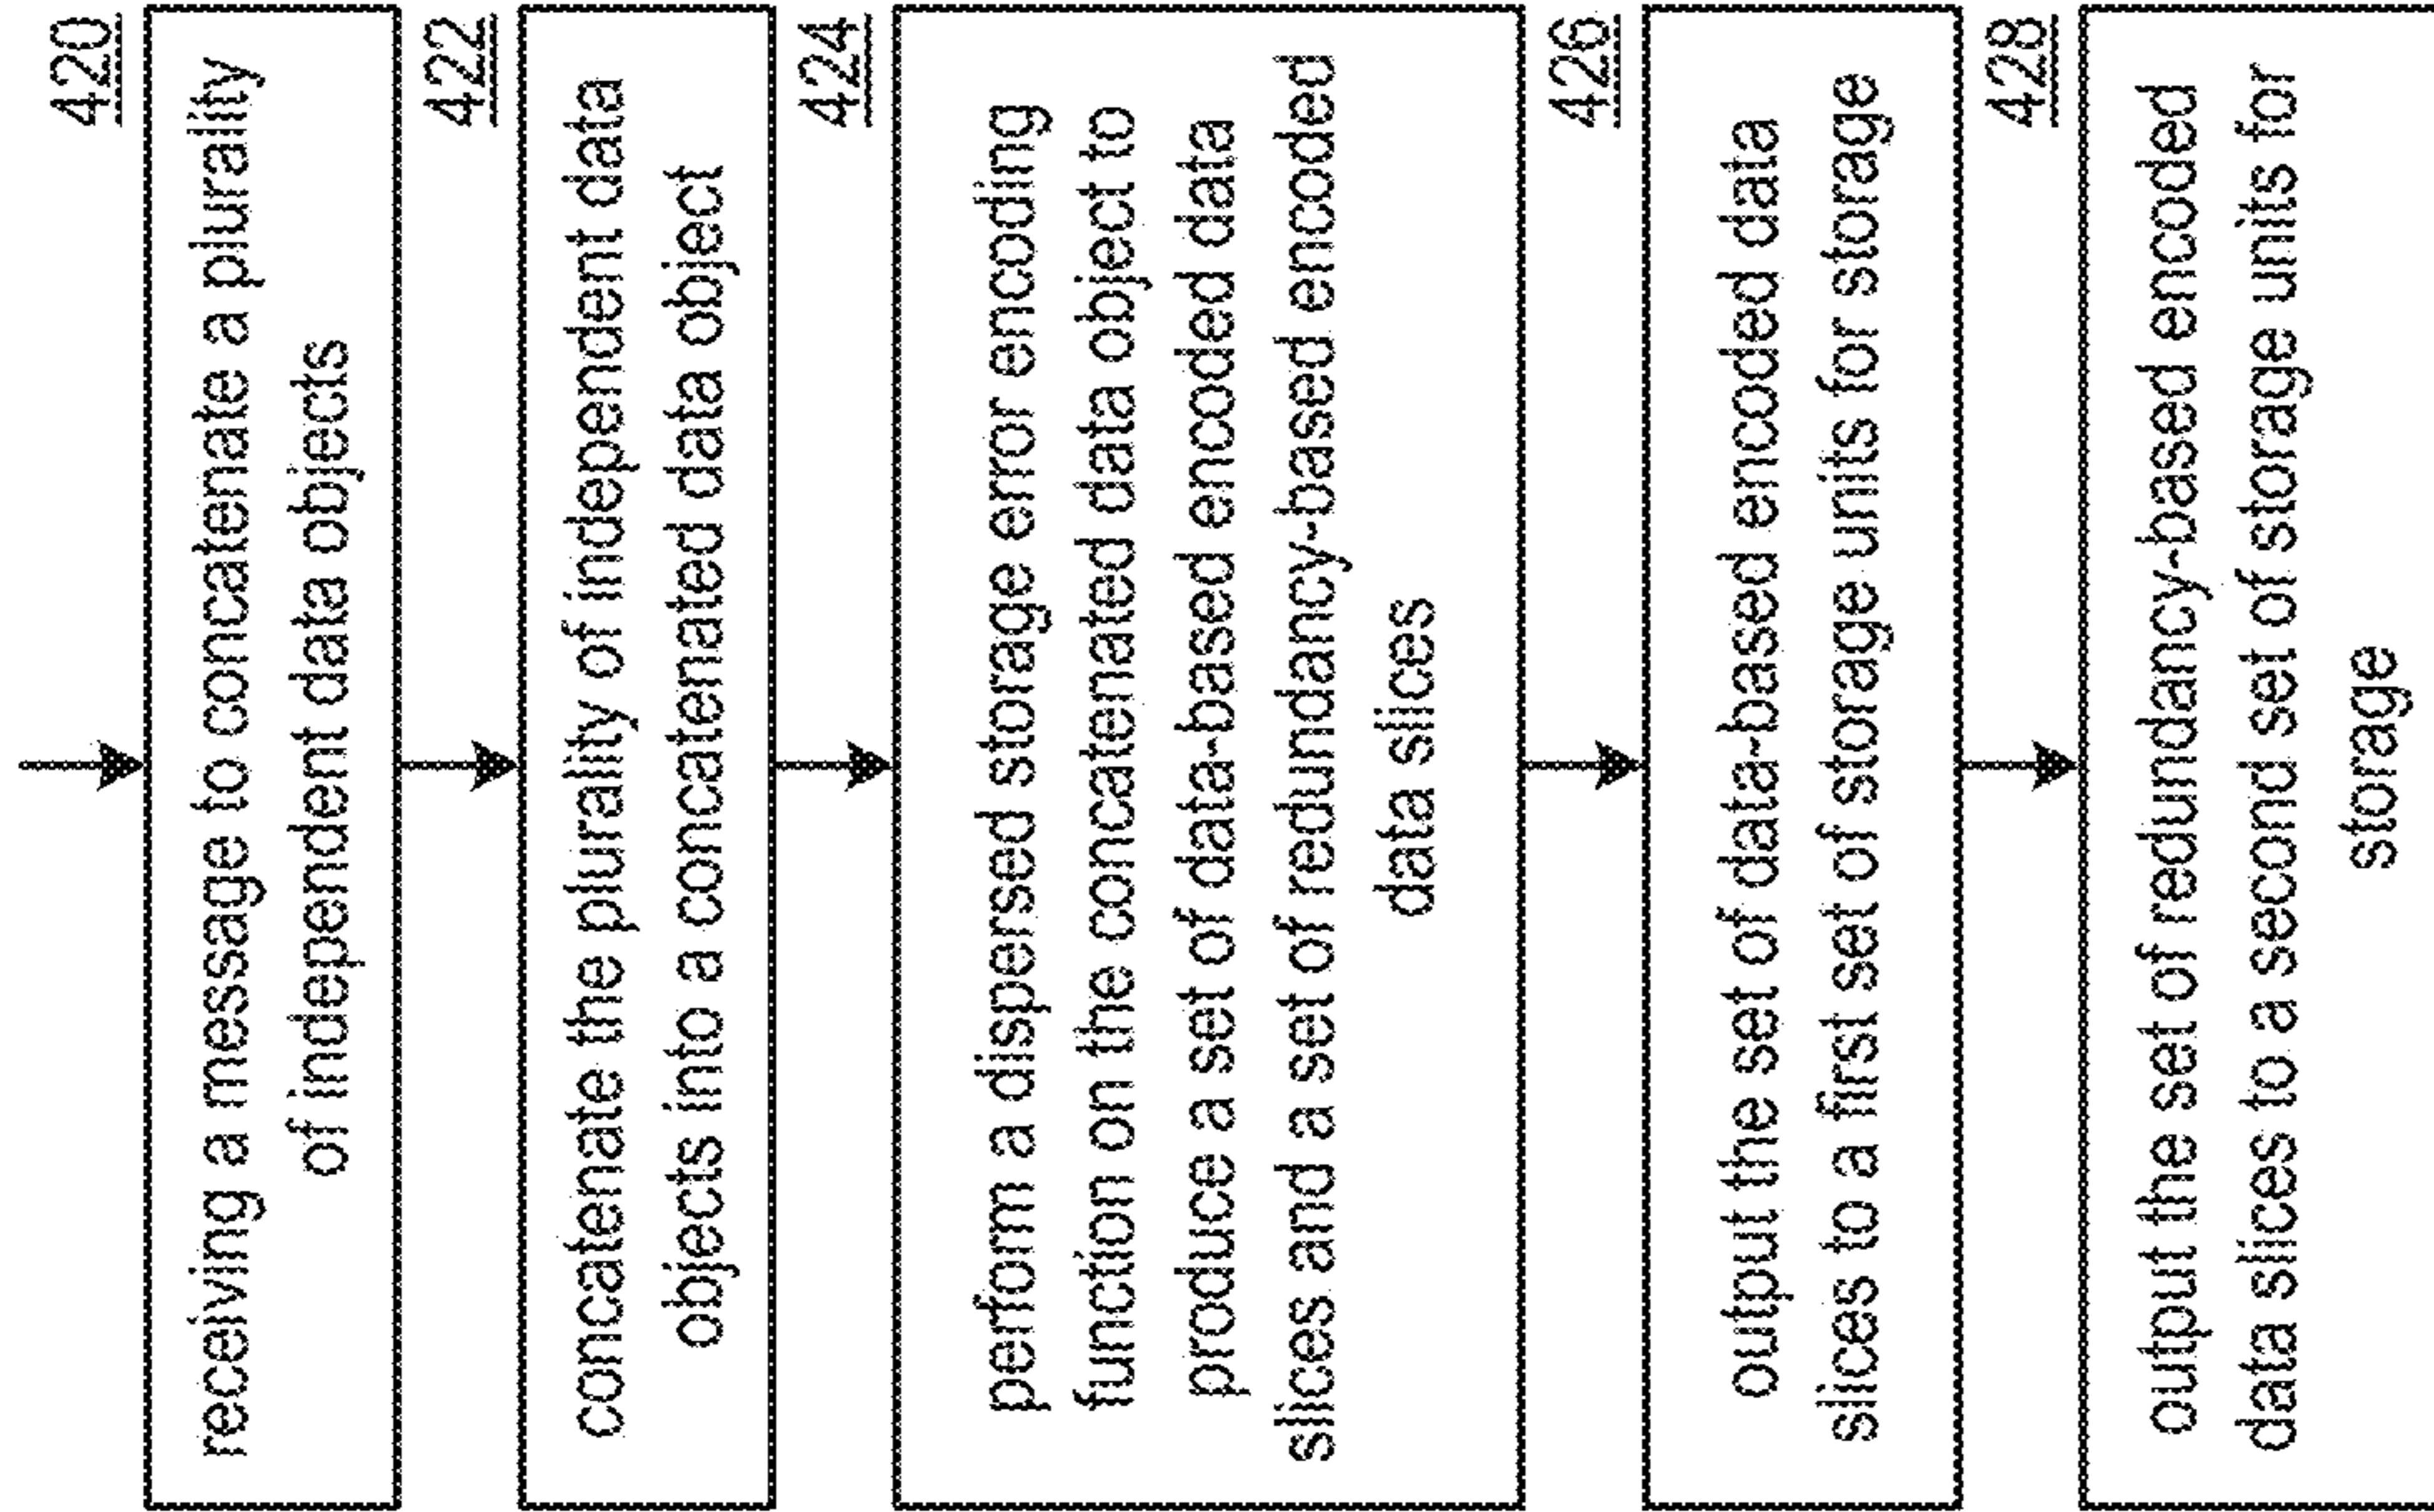 420
receiving a message to concatenate a plurality
of independent data objects
422
concatenate the plurality of independent data
objects into a concatenated data object
424
perform a dispersed storage error encoding
function on the concatenated data object to
produce a set of data-based encoded data
slices and a set of redundancy-based encoded
data slices
426
output the set of data-based encoded data
slices to a first set of storage units for storage
428
output the set of redundancy-based encoded
data slices to a second set of storage units for
storage